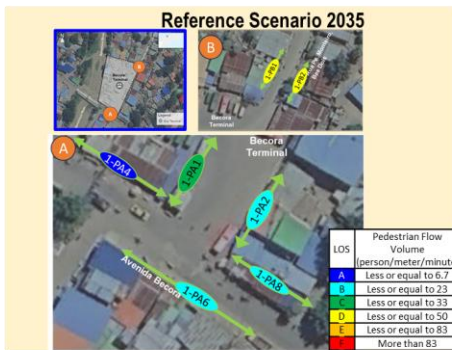 Reference Scenario 2035
Becora
Terminal
B
A
B
1-PB1
1-PB2
Becora
Terminal
A
Becora
Terminal
1-PA4
1-PA1
1-PA2
1-PA8
1-PA6
Avenida Becora
LOS
Pedestrian Flow
Volume
(person/meter/minute
A Less or equal to 6.7
B Less or equal to 23
C Less or equal to 33
D Less or equal to 50
E Less or equal to 83
F More than 83